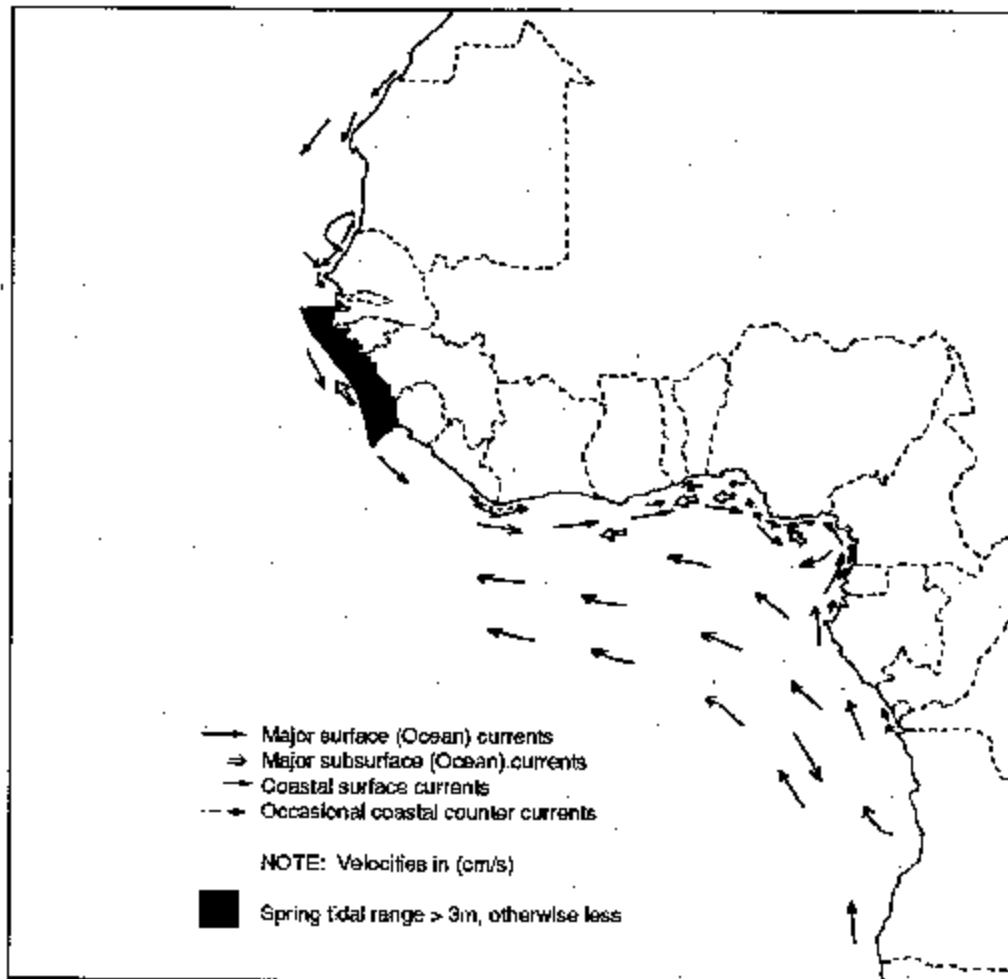 Major surface (Ocean) currents
Major subsurface (Ocean).currents
Coastal surface currents
Occasional coastal counter currents
NOTE: Velocities in (cm/s)
Spring tidal range > 3m, otherwise less